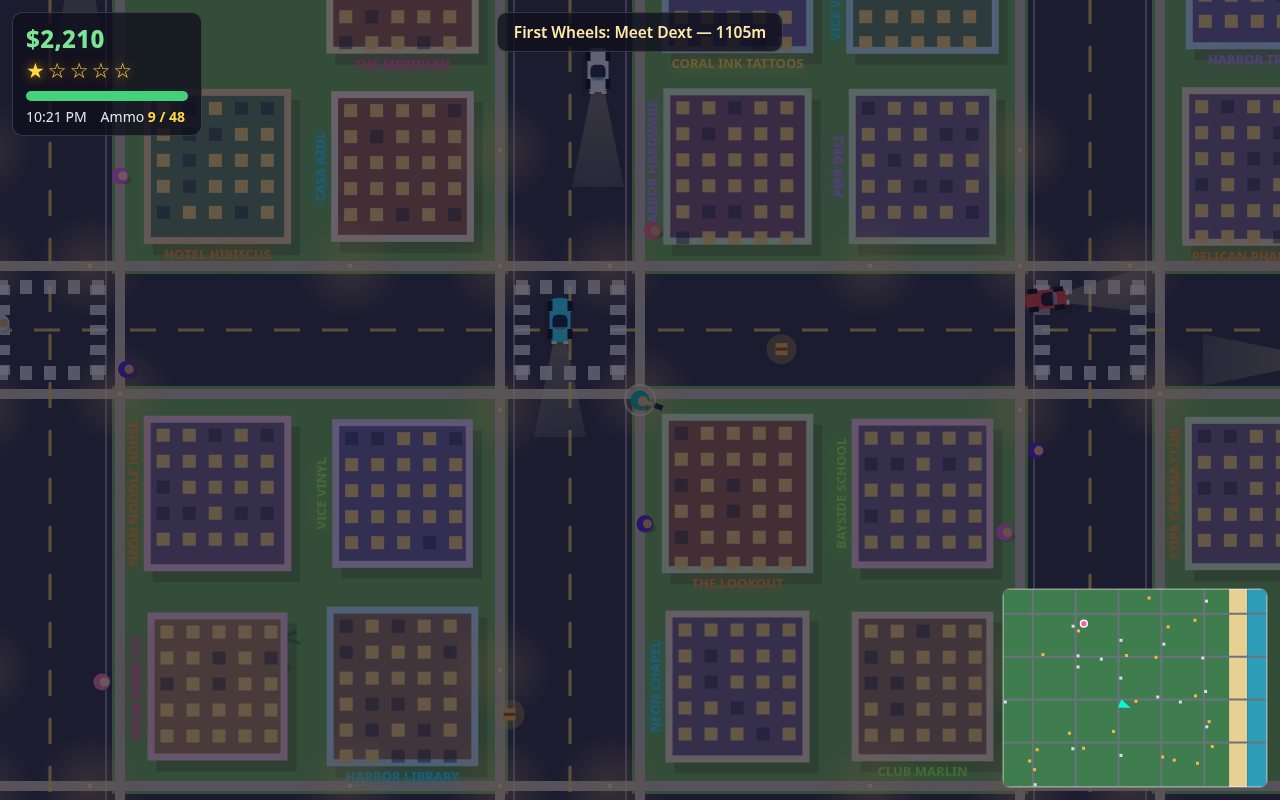 $2,210
★☆☆☆☆
10:21 PM Ammo 9 / 48
First Wheels: Meet Dext — 1105m
THE MERIDIAN
CORAL INK TATTOOS
VICE V
HARBOR TR
CASA AZUL
ARBOR HARDWARE
PIER DELI
HOTEL HIBISCUS
PELICAN PHA
NEON NOODLE HOUSE
VICE VINYL
BAYSIDE SCHOOL
COPA CABANA CLUB
THE LOOKOUT
NEON CHAPEL
HARBOR LIBRARY
CLUB MARLIN